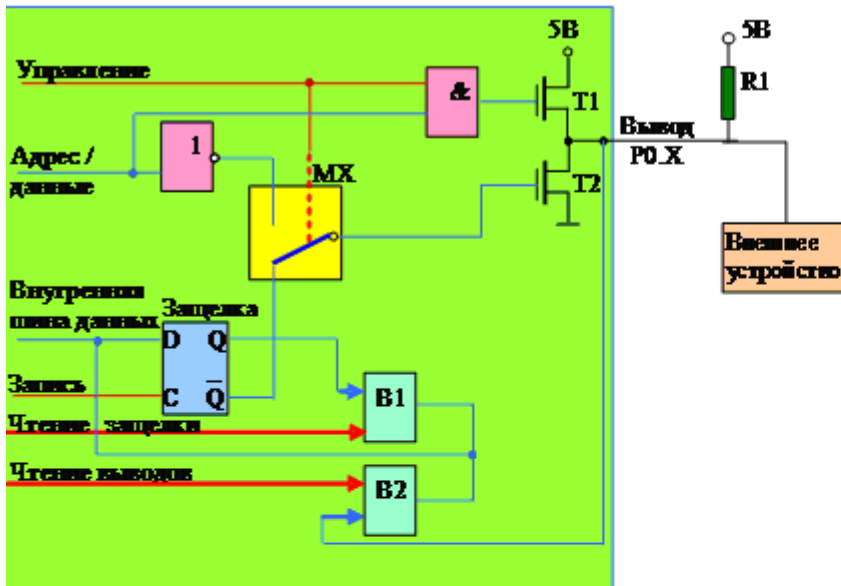 5В
5В
Управление
&
T1
R1
Вывод
P0.X
1
Адрес /
данные
MX
T2
Внешнее
устройство
Внутренняя
шина данных
Защелка
D Q
Запись
C Q̅
B1
Чтение защелки
Чтение выводов
B2